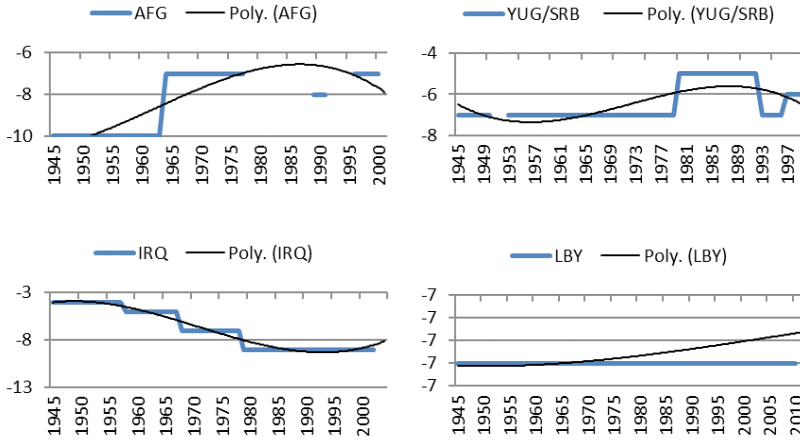 AFG Poly. (AFG)
-6
-8
-10
1945 1950 1955 1960 1965 1970 1975 1980 1985 1990 1995 2000
YUG/SRB Poly. (YUG/SRB)
-4
-6
-8
1945 1949 1953 1957 1961 1965 1969 1973 1977 1981 1985 1989 1993 1997
IRQ Poly. (IRQ)
-3
-8
-13
1945 1950 1955 1960 1965 1970 1975 1980 1985 1990 1995 2000
LBY Poly. (LBY)
-7
-7
-7
-7
-7
1945 1950 1955 1960 1965 1970 1975 1980 1985 1990 1995 2000 2005 2010